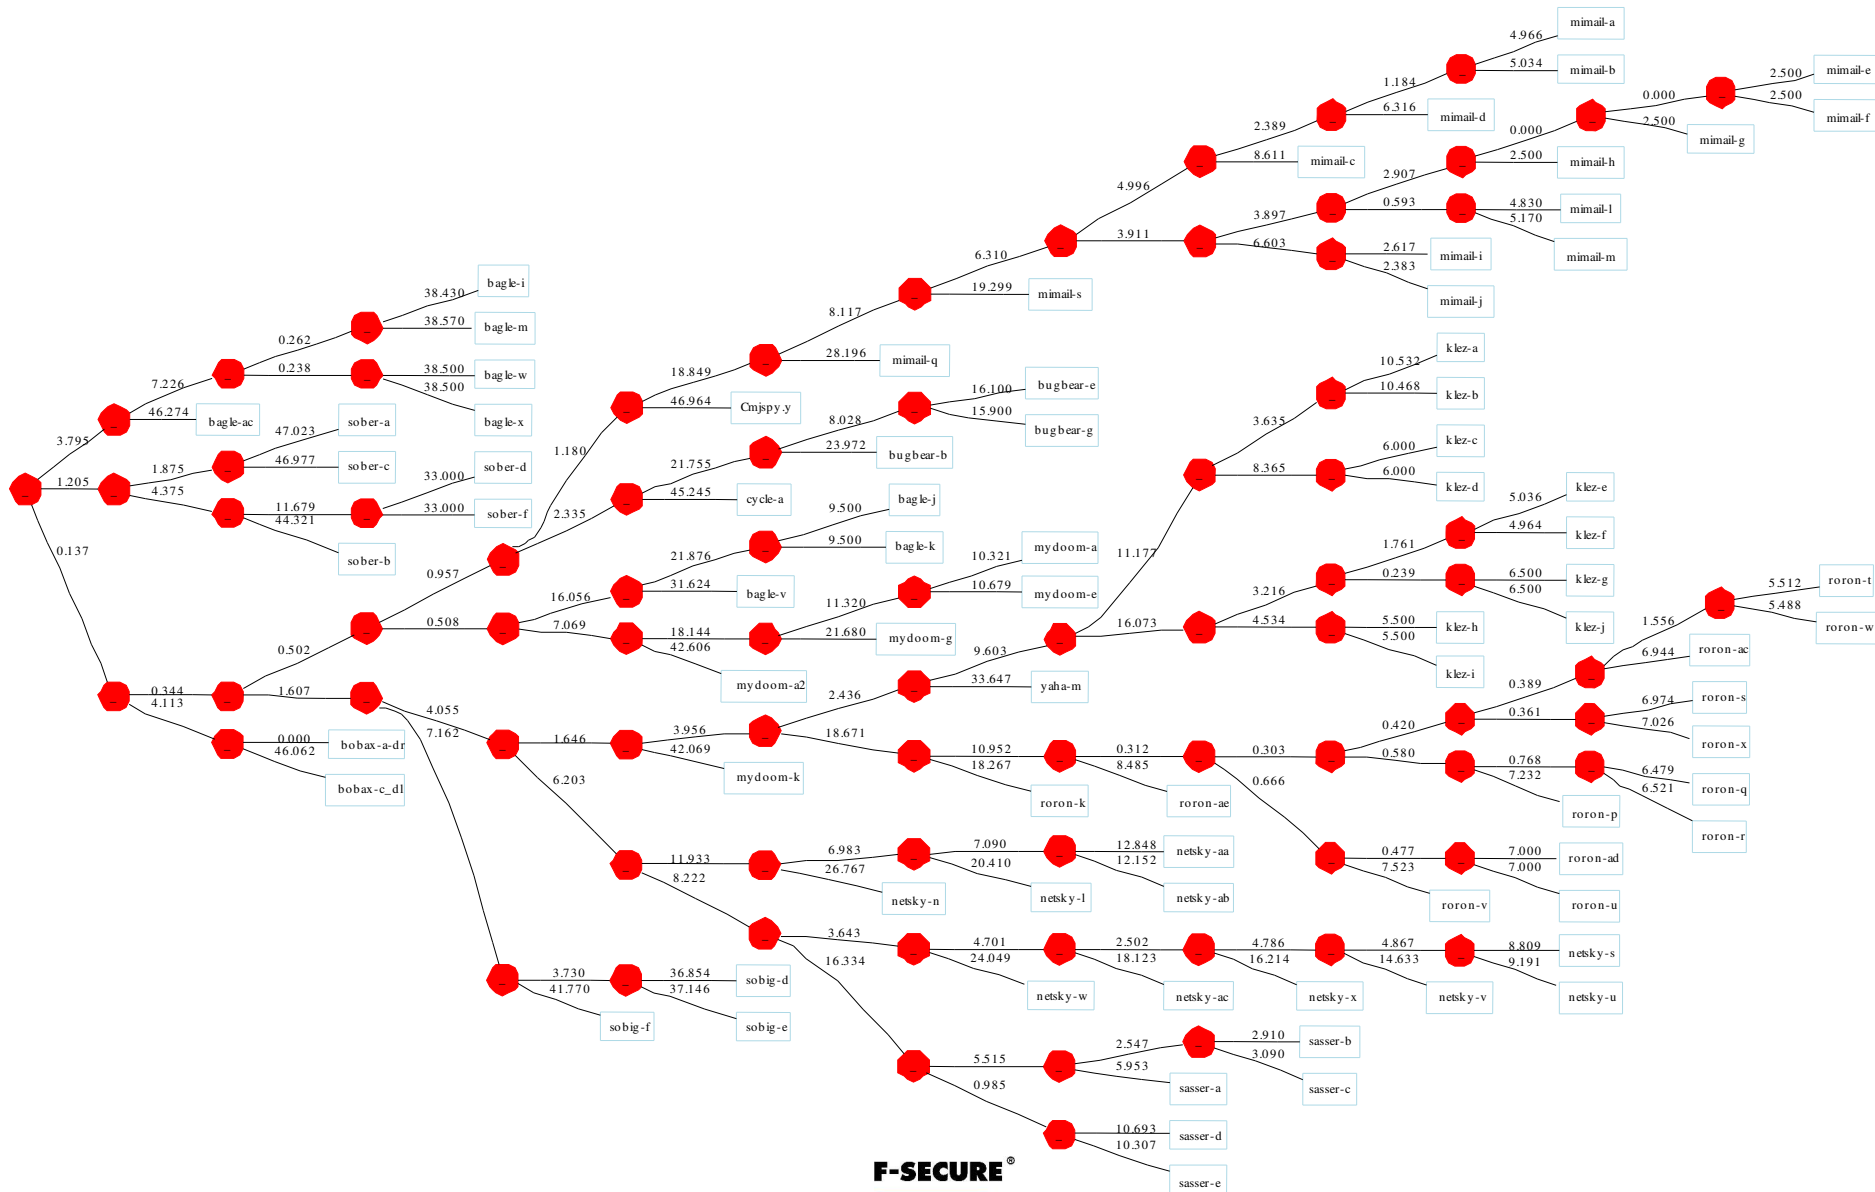 mimail-a
4.966
5.034
mimail-b
1.184
6.316
mimail-d
2.389
8.611
mimail-c
2.500
mimail-e
0.000
2.500
mimail-f
2.500
mimail-g
0.000
2.500
mimail-h
2.907
0.593
4.830
mimail-l
5.170
mimail-m
4.996
3.897
3.911
6.603
2.617
mimail-i
2.383
mimail-j
6.310
19.299
mimail-s
8.117
28.196
mimail-q
18.849
46.964
Cmjspy.y
bagle-i
38.430
38.570
bagle-m
0.262
0.238
38.500
bagle-w
38.500
bagle-x
7.226
46.274
bagle-ac
3.795
sober-a
47.023
1.875
46.977
sober-c
1.205
4.375
sober-d
33.000
11.679
33.000
sober-f
44.321
sober-b
0.137
1.180
2.335
16.100
bugbear-e
8.028
15.900
bugbear-g
21.755
23.972
bugbear-b
45.245
cycle-a
0.957
bagle-j
9.500
21.876
9.500
bagle-k
16.056
31.624
bagle-v
0.508
7.069
10.321
mydoom-a
11.320
10.679
mydoom-e
18.144
21.680
mydoom-g
42.606
mydoom-a2
0.502
0.344
1.607
4.113
0.000
bobax-a-dr
46.062
bobax-c_dl
klez-a
10.532
3.635
10.468
klez-b
klez-c
6.000
8.365
6.000
klez-d
11.177
klez-e
5.036
1.761
4.964
klez-f
3.216
0.239
6.500
klez-g
6.500
klez-j
16.073
4.534
5.500
klez-h
5.500
klez-i
9.603
33.647
yaha-m
2.436
4.055
7.162
1.646
3.956
42.069
mydoom-k
18.671
10.952
18.267
roron-k
0.312
8.485
roron-ae
0.303
0.666
5.512
roron-t
1.556
5.488
roron-w
6.944
roron-ac
0.389
0.361
6.974
roron-s
7.026
roron-x
0.420
0.580
0.768
6.479
roron-q
6.521
roron-r
7.232
roron-p
0.477
7.000
roron-ad
7.000
roron-u
7.523
roron-v
6.203
11.933
6.983
7.090
12.848
netsky-aa
12.152
netsky-ab
26.767
netsky-n
20.410
netsky-l
8.222
3.643
4.701
2.502
4.786
4.867
8.809
netsky-s
9.191
netsky-u
24.049
netsky-w
18.123
netsky-ac
16.214
netsky-x
14.633
netsky-v
16.334
3.730
36.854
sobig-d
37.146
sobig-e
41.770
sobig-f
5.515
2.547
2.910
sasser-b
3.090
sasser-c
5.953
sasser-a
0.985
10.693
sasser-d
10.307
sasser-e
F-SECURE®